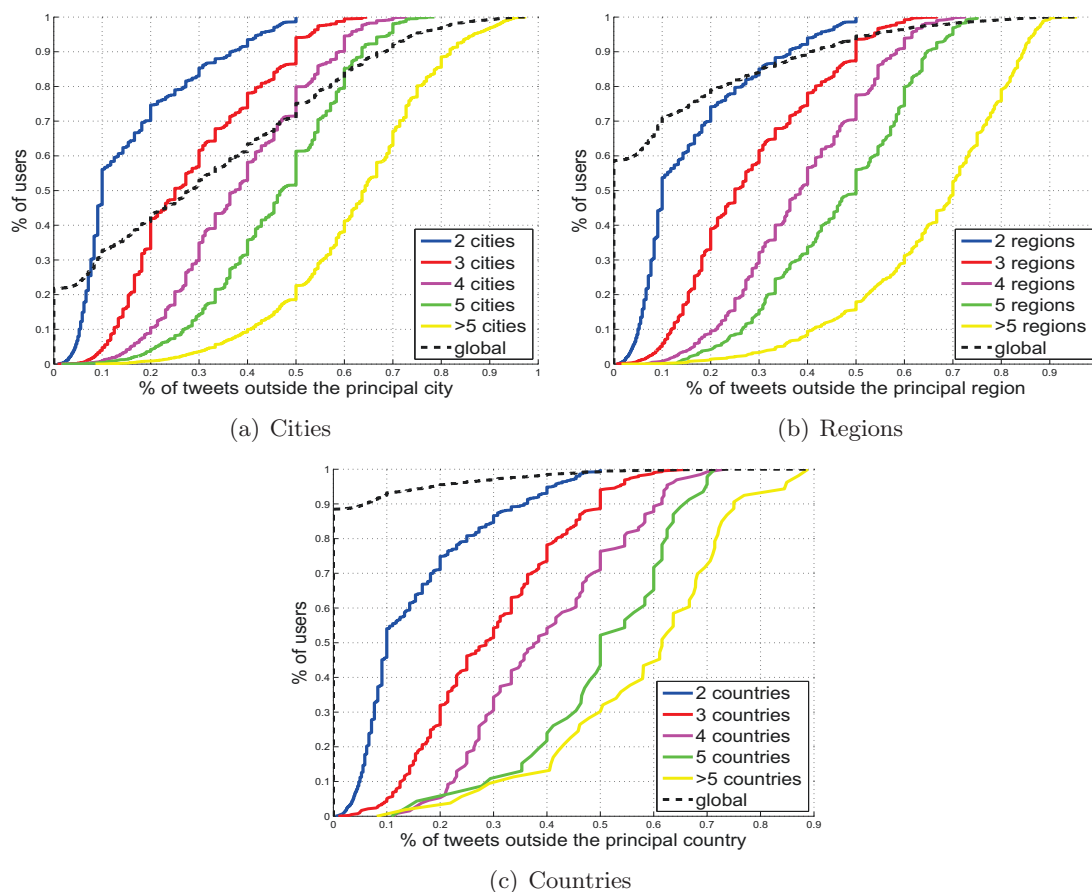 1
0.9
0.8
0.7
0.6
0.5
0.4
0.3
0.2
0.1
0
% of users
0 0.1 0.2 0.3 0.4 0.5 0.6 0.7 0.8 0.9 1
% of tweets outside the principal city
2 cities
3 cities
4 cities
5 cities
>5 cities
global
(a) Cities
1
0.9
0.8
0.7
0.6
0.5
0.4
0.3
0.2
0.1
0
% of users
0 0.1 0.2 0.3 0.4 0.5 0.6 0.7 0.8 0.9
% of tweets outside the principal region
2 regions
3 regions
4 regions
5 regions
>5 regions
global
(b) Regions
1
0.9
0.8
0.7
0.6
0.5
0.4
0.3
0.2
0.1
0
% of users
0 0.1 0.2 0.3 0.4 0.5 0.6 0.7 0.8 0.9
% of tweets outside the principal country
2 countries
3 countries
4 countries
5 countries
>5 countries
global
(c) Countries